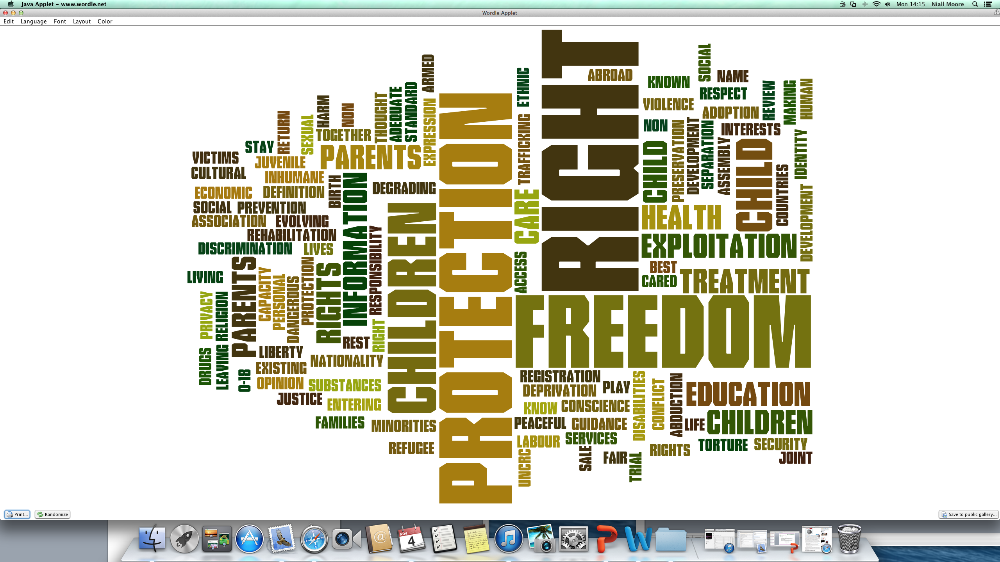 Java Applet – www.wordle.net
Mon 14:15
Niall Moore
Wordle Applet
Edit Language Font Layout Color
RIGHT
PROTECTION
FREEDOM
CHILDREN
ARMED
ETHNIC
ABROAD
SOCIAL
KNOWN
NAME
RESPECT
REVIEW
MAKING
HUMAN
VIOLENCE
ADOPTION
NON
INTERESTS
PRESERVATION
DEVELOPMENT
SEPARATION
ASSEMBLY
CHILD
CHILD
COUNTRIES
IDENTITY
DEVELOPMENT
HEALTH
EXPLOITATION
BEST
CARED
TREATMENT
TRAFFICKING
CARE
ACCESS
HARM
NON
THOUGHT
ADEQUATE
STANDARD
EXPRESSION
RETURN
SEXUAL
TOGETHER
STAY
PARENTS
VICTIMS
JUVENILE
CULTURAL
INHUMANE
ECONOMIC
DEFINITION
BIRTH
INFORMATION
DEGRADING
SOCIAL
PREVENTION
ASSOCIATION
EVOLVING
REHABILITATION
RESPONSIBILITY
DISCRIMINATION
LIVES
LIVING
PARENTS
CAPACITY
PERSONAL
DANGEROUS
PROTECTION
RIGHTS
PRIVACY
RELIGION
REST
RIGHT
LIBERTY
NATIONALITY
DRUGS
LEAVING
0-18
EXISTING
OPINION
SUBSTANCES
JUSTICE
ENTERING
FAMILIES
MINORITIES
REFUGEE
REGISTRATION
DEPRIVATION
PLAY
DISABILITIES
CONFLICT
ABDUCTION
EDUCATION
KNOW
CONSCIENCE
PEACEFUL
GUIDANCE
LIFE
CHILDREN
LABOUR
SERVICES
UNCRC
SALE
FAIR
TRIAL
RIGHTS
TORTURE
SECURITY
JOINT
Print...
Randomize
Save to public gallery...
NOV
4